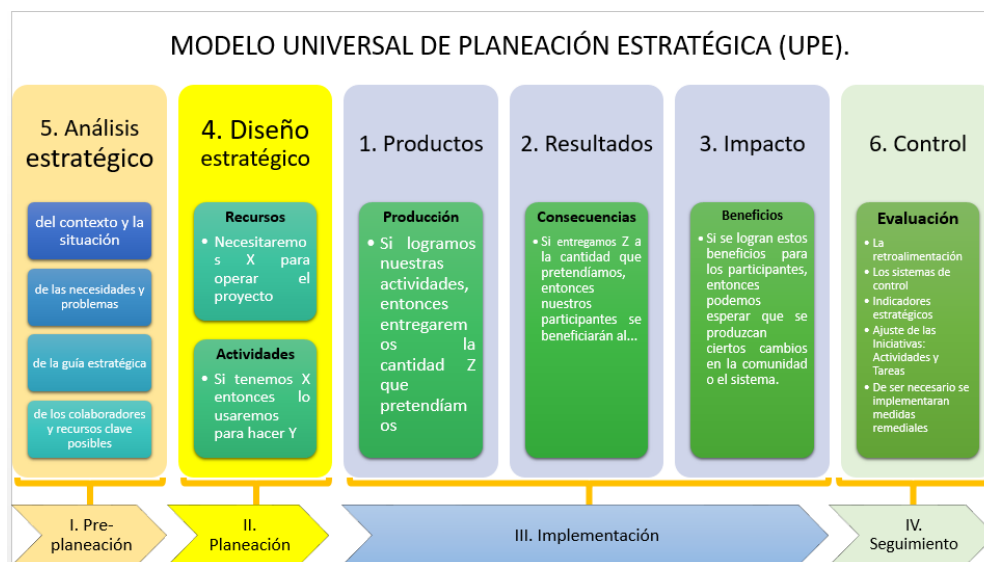 MODELO UNIVERSAL DE PLANEACIÓN ESTRATÉGICA (UPE).
5. Análisis
estratégico
del contexto y la
situación
de las necesidades y
problemas
de la guía estratégica
de los colaboradores
y recursos clave
posibles
4. Diseño
estratégico
Recursos
• Necesitaremo
s X para
operar el
proyecto
Actividades
• Si tenemos X
entonces lo
usaremos
para hacer Y
1. Productos
Producción
• Si logramos
nuestras
actividades,
entonces
entregarem
os la
cantidad Z
que
pretendíam
os
2. Resultados
Consecuencias
• Si entregamos Z a
la cantidad que
pretendíamos,
entonces
nuestros
participantes se
beneficiarán al...
3. Impacto
Beneficios
• Si se logran estos
beneficios para
los participantes,
entonces
podemos
esperar que se
produzcan
ciertos cambios
en la comunidad
o el sistema.
6. Control
Evaluación
• La
retroalimentación
• Los sistemas de
control
• Indicadores
estratégicos
• Ajuste de las
Iniciativas:
Actividades y
Tareas
• De ser necesario se
implementaran
medidas
remediales
I. Pre-
planeación
II.
Planeación
III. Implementación
IV.
Seguimiento